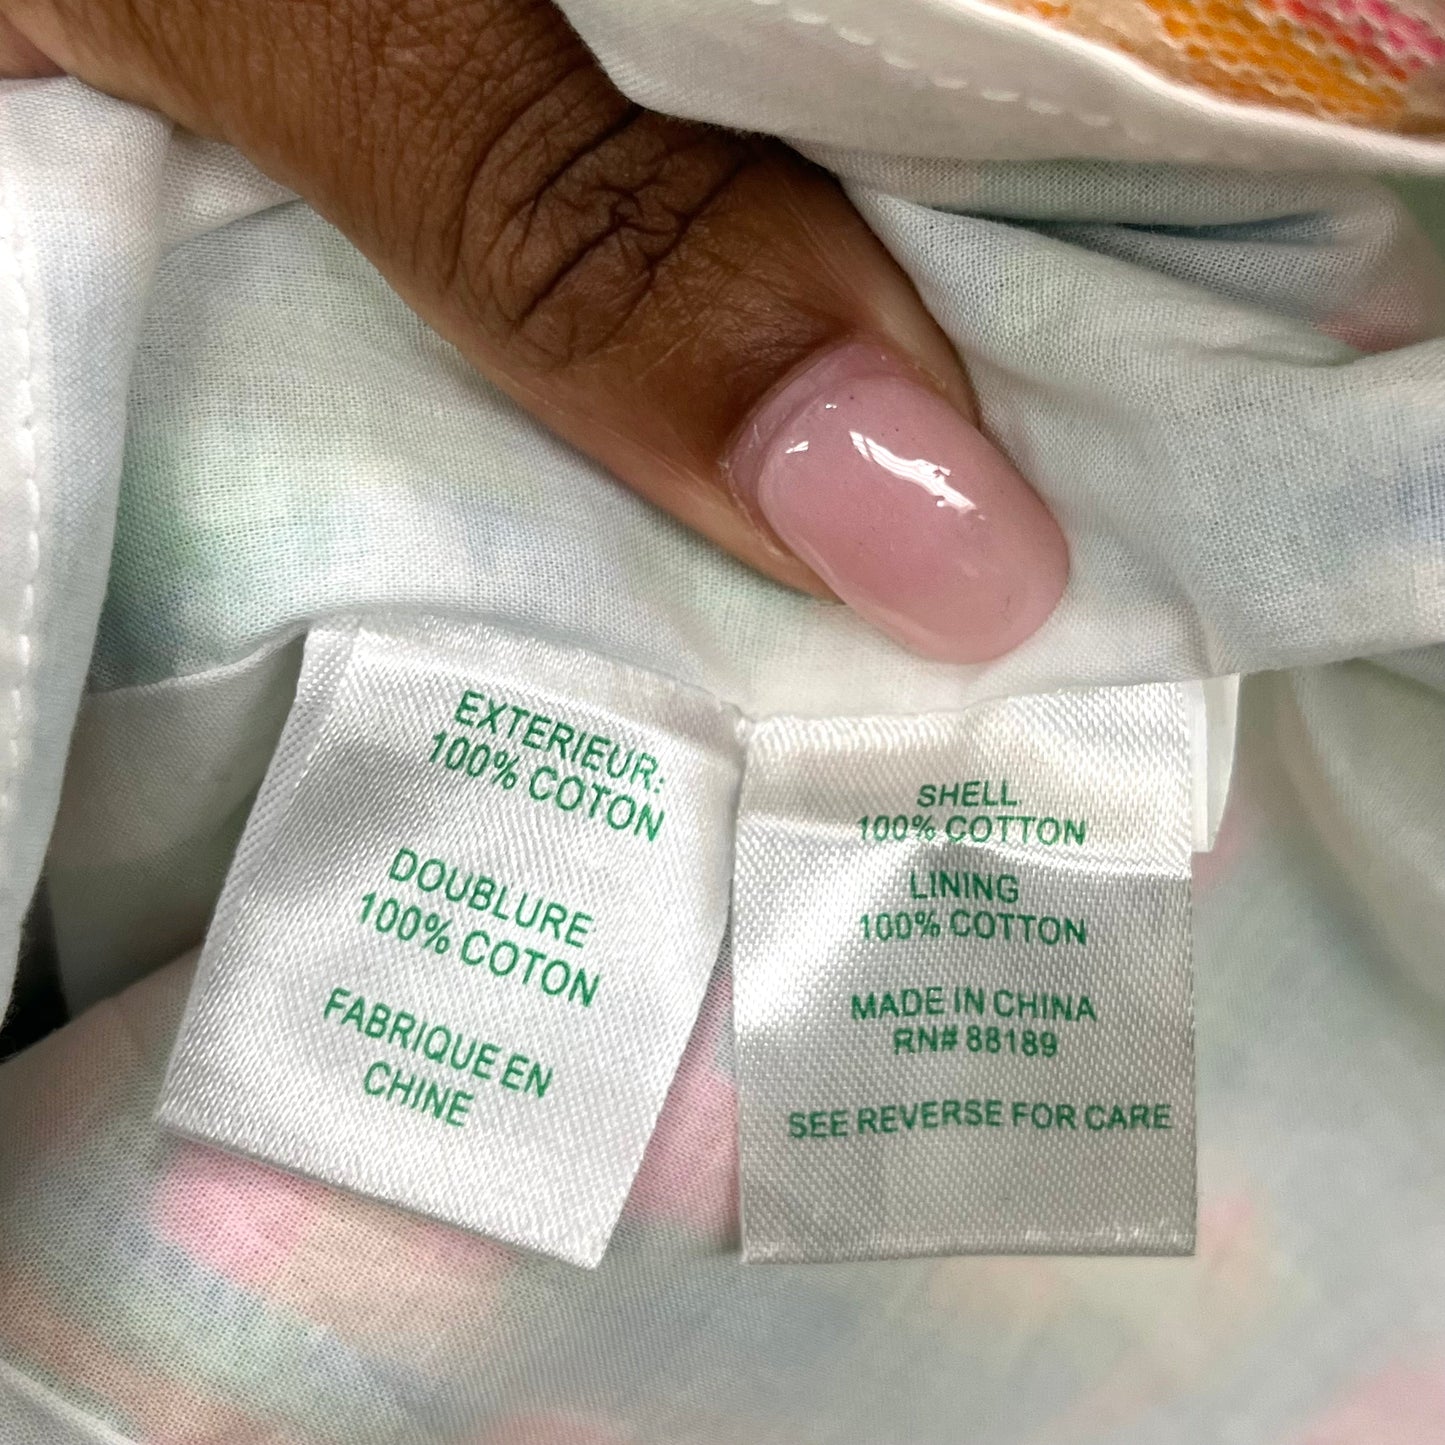 EXTERIEUR:
100% COTON
DOUBLURE
100% COTON
FABRIQUE EN
CHINE
SHELL
100% COTTON
LINING
100% COTTON
MADE IN CHINA
RN# 88189
SEE REVERSE FOR CARE